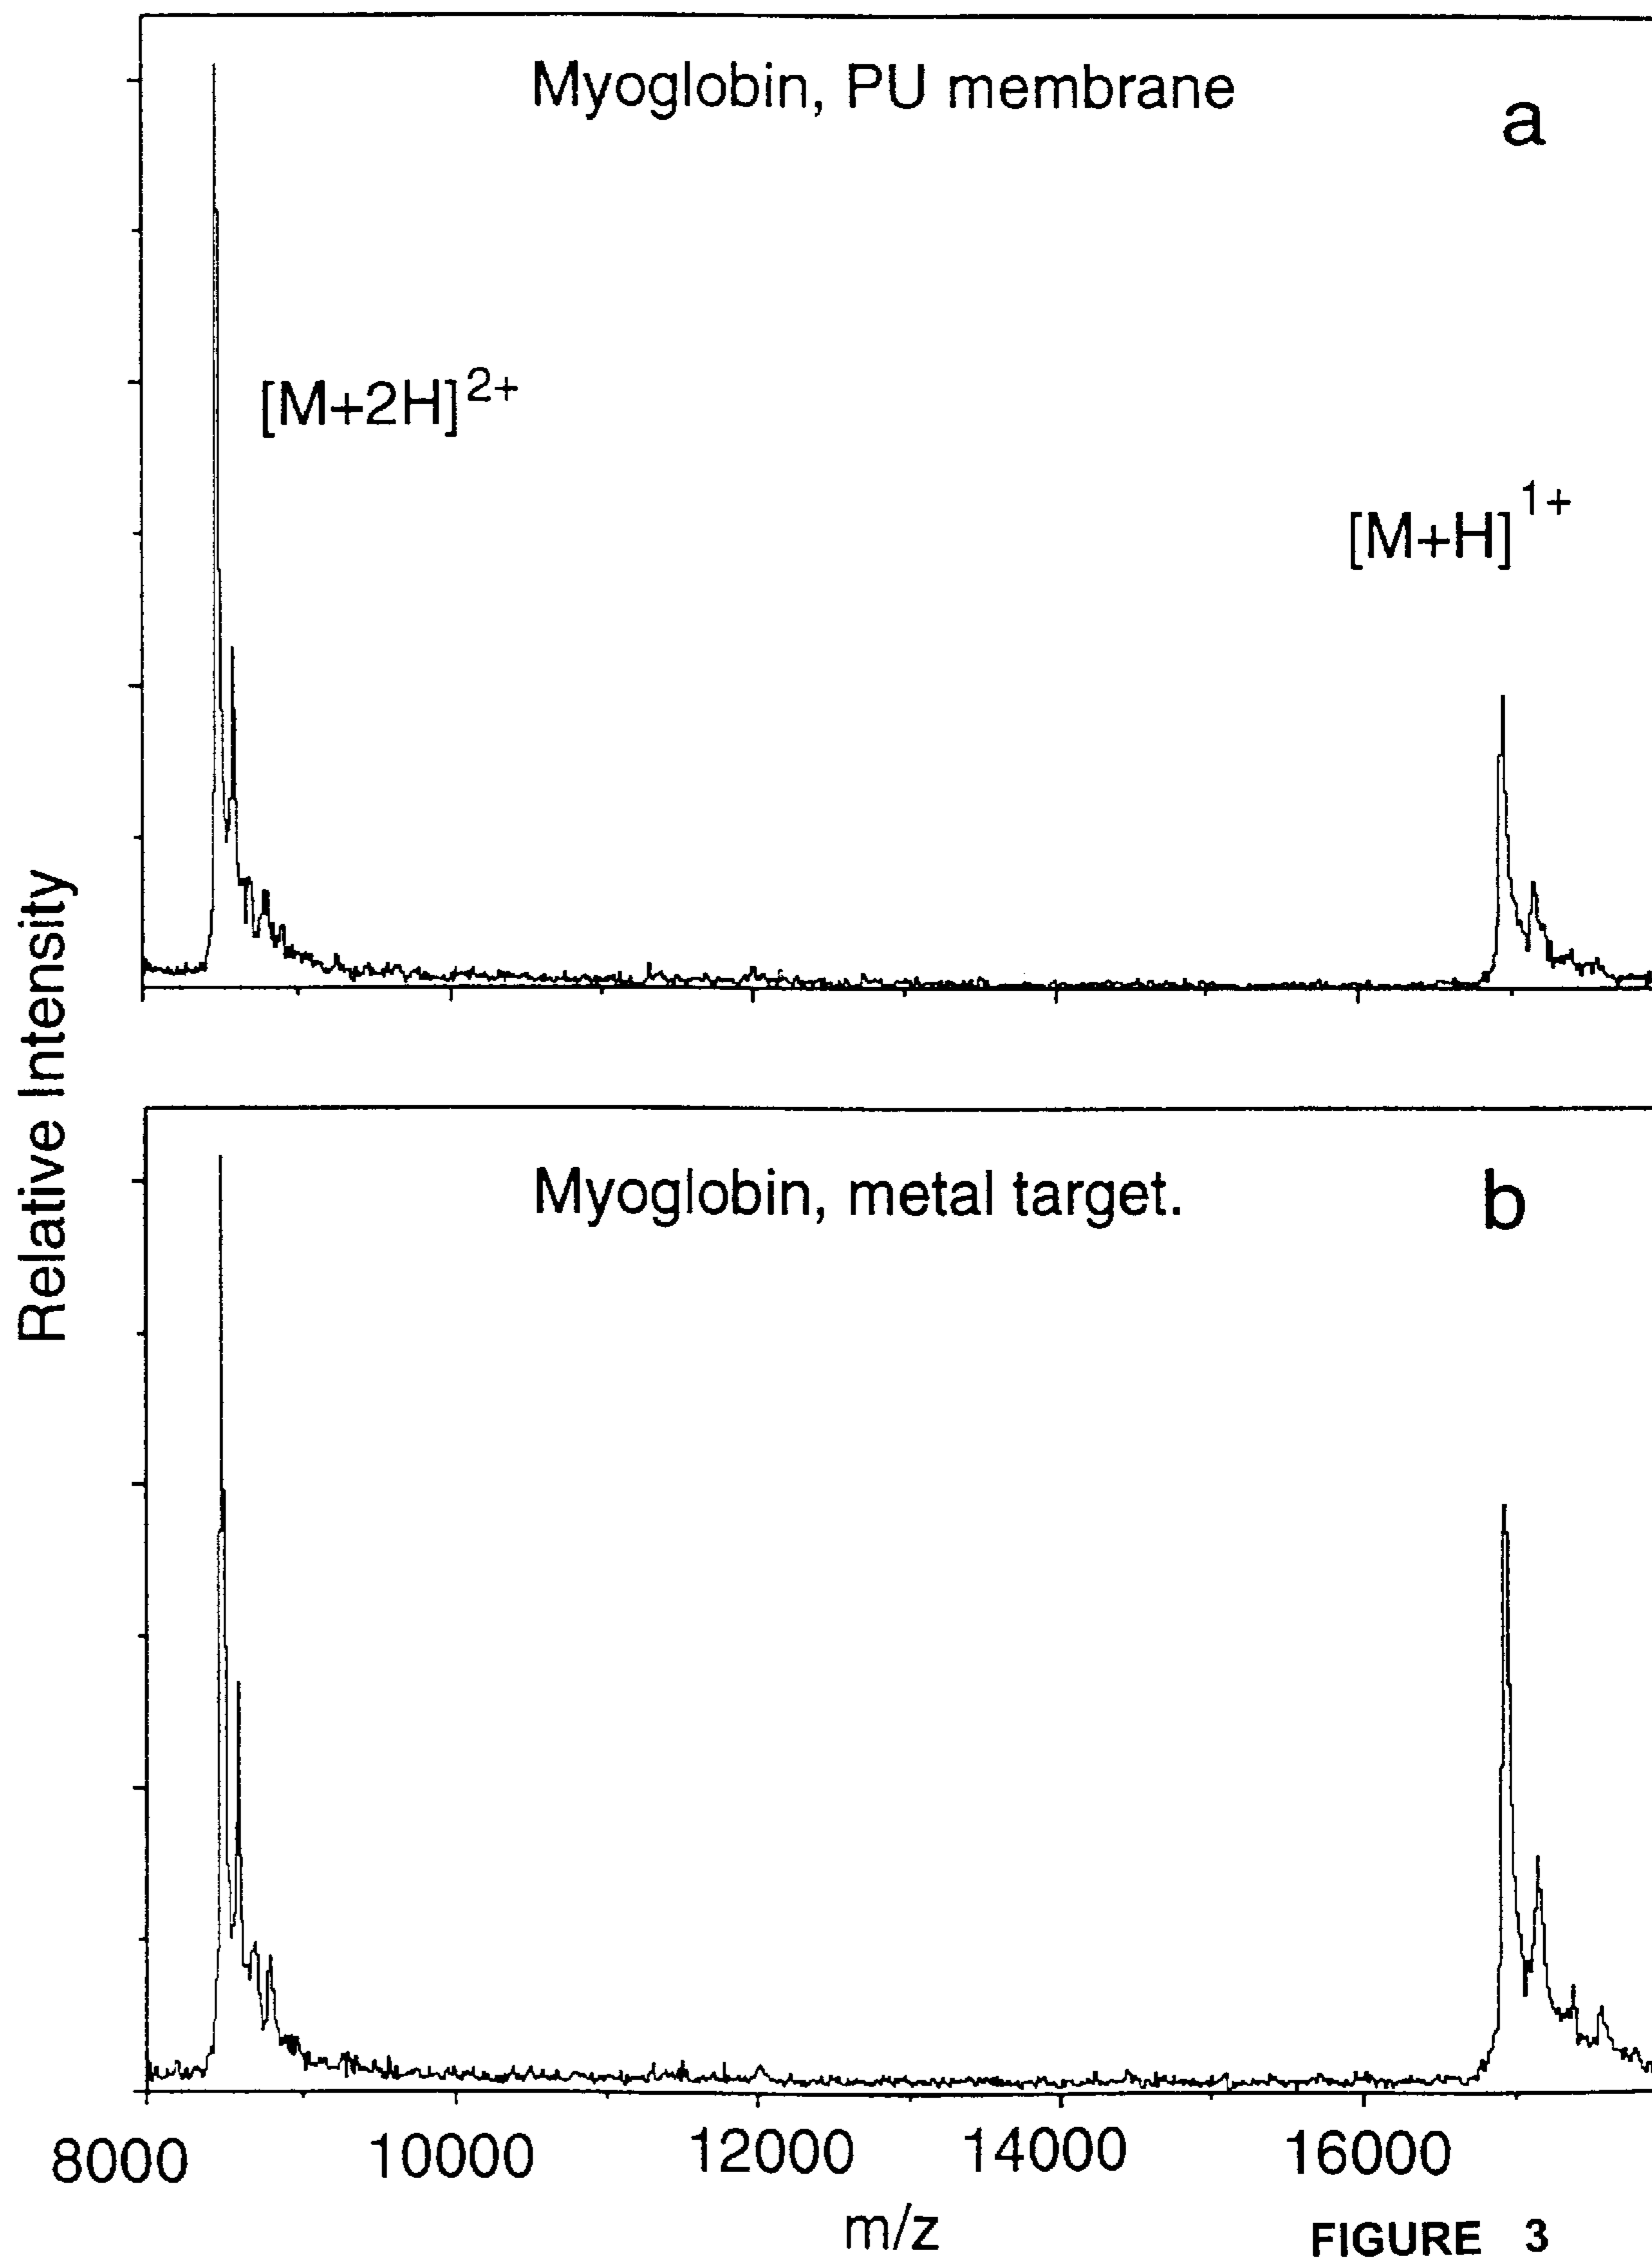 Myoglobin, PU membrane
a
[M+2H]2+
[M+H]1+
Relative Intensity
Myoglobin, metal target.
b
8000 10000 12000 14000 16000
m/z
FIGURE 3